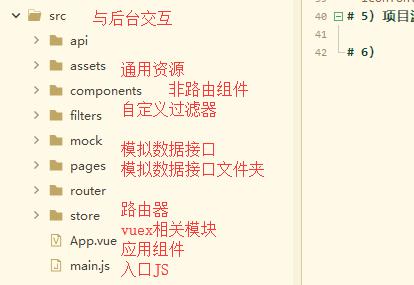 src 与后台交互
api
assets 通用资源
components 非路由组件
filters 自定义过滤器
mock 模拟数据接口
pages 模拟数据接口文件夹
router 路由器
store vuex相关模块
App.vue 应用组件
main.js 入口JS
40 # 5) 项目
41
42 # 6)